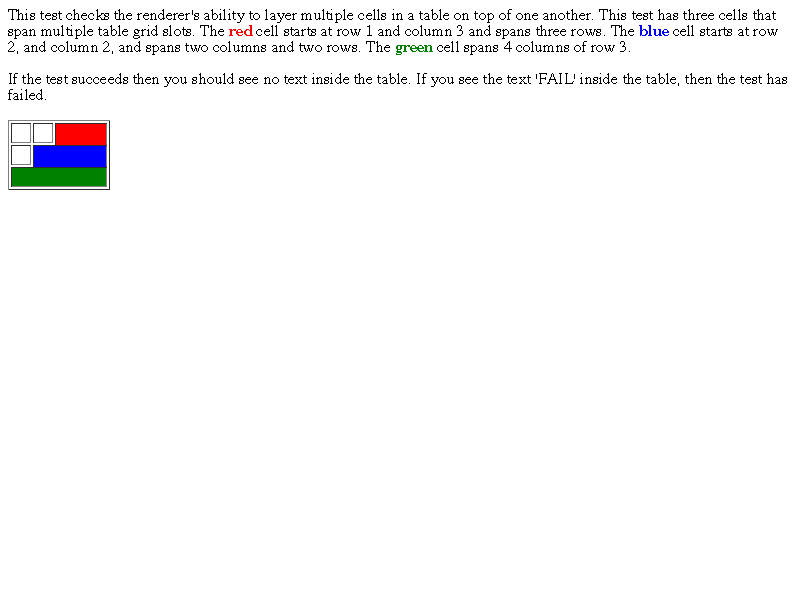 This test checks the renderer's ability to layer multiple cells in a table on top of one another. This test has three cells that
span multiple table grid slots. The red cell starts at row 1 and column 3 and spans three rows. The blue cell starts at row
2, and column 2, and spans two columns and two rows. The green cell spans 4 columns of row 3.
If the test succeeds then you should see no text inside the table. If you see the text 'FAIL' inside the table, then the test has
failed.